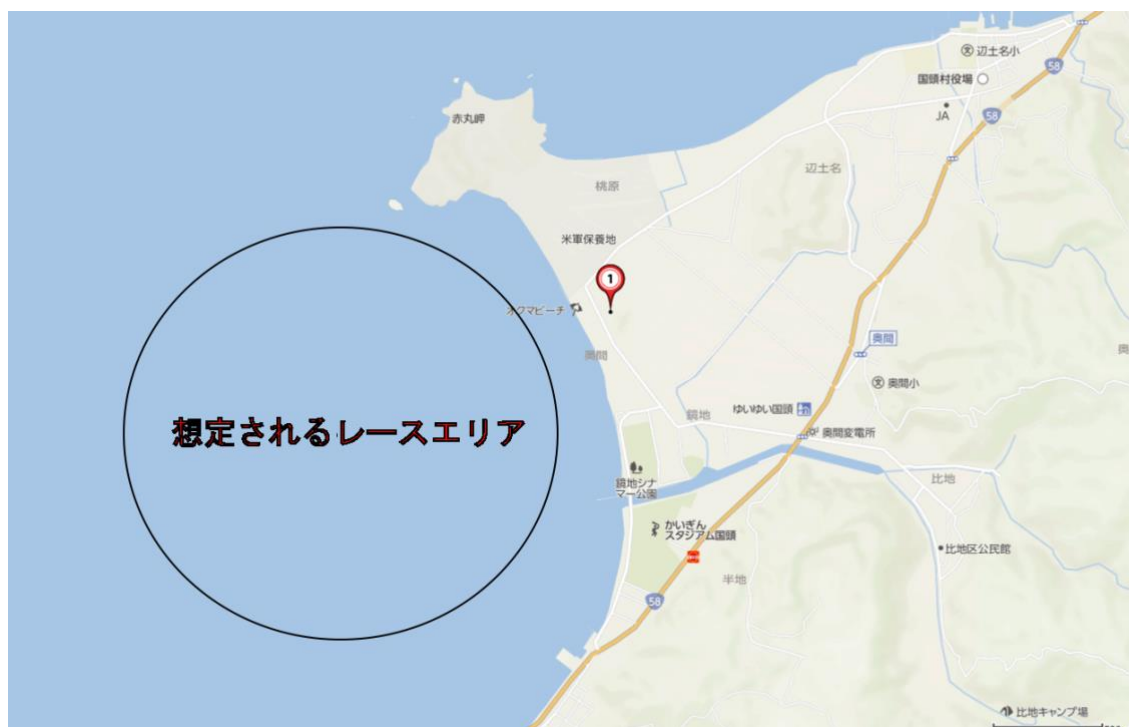 辺土名小
58
国頭村役場
JA
58
赤丸岬
辺土名
桃原
米軍保養地
1
オクマビーチ
奥間
奥間
奥間小
ゆいゆい国頭
鏡地
奥間変電所
想定されるレースエリア
鏡地シナ
マー公園
比地
かいぎん
スタジアム国頭
比地区公民館
半地
58
比地キャンプ場